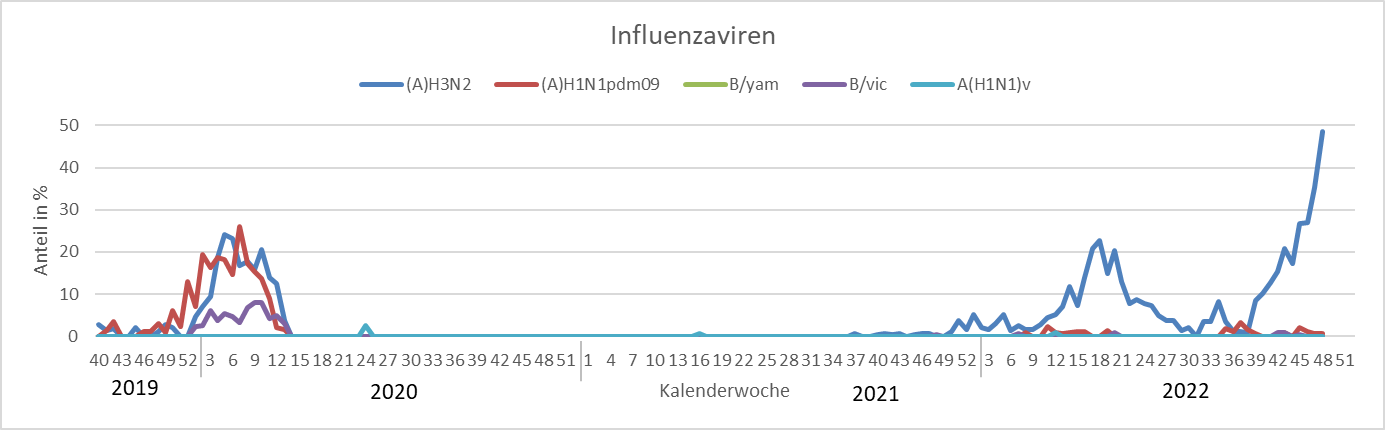 Influenzaviren
(A)H3N2 (A)H1N1pdm09 B/yam B/vic A(H1N1)v
50
40
30
20
10
0
Anteil in %
40 43 46 49 52 3 6 9 12 15 18 21 24 27 30 33 36 39 42 45 48 51 1 4 7 10 13 16 19 22 25 28 31 34 37 40 43 46 49 52 3 6 9 12 15 18 21 24 27 30 33 36 39 42 45 48 51
2019 2020 Kalenderwoche 2021 2022